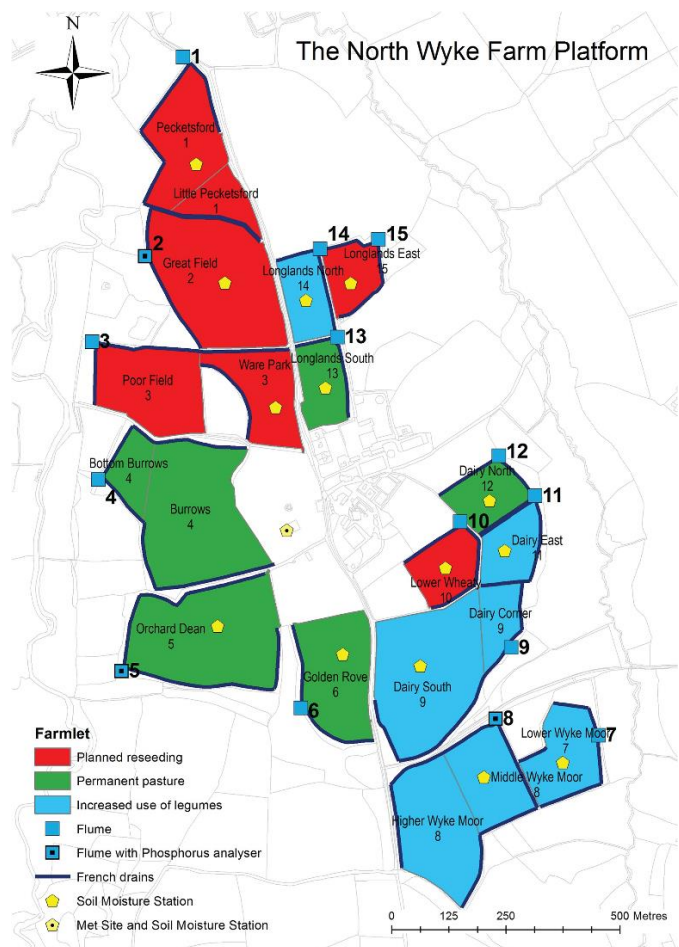 N
The North Wyke Farm Platform
1
Pecketsford
1
Little Pecketsford
1
2
Great Field
2
14
15
Longlands North
14
Longlands East
15
3
13
Poor Field
3
Ware Park
3
Longlands South
13
Bottom Burrows
4
4
Burrows
4
12
Dairy North
12
11
10
Dairy East
11
Lower Wheaty
10
Orchard Dean
5
5
Dairy Corner
9
9
Golden Rove
6
6
Dairy South
9
8
Lower Wyke Moor
7
7
Middle Wyke Moor
8
Higher Wyke Moor
8
Farmlet
Planned reseeding
Permanent pasture
Increased use of legumes
Flume
Flume with Phosphorus analyser
French drains
Soil Moisture Station
Met Site and Soil Moisture Station
0 125 250 500 Metres